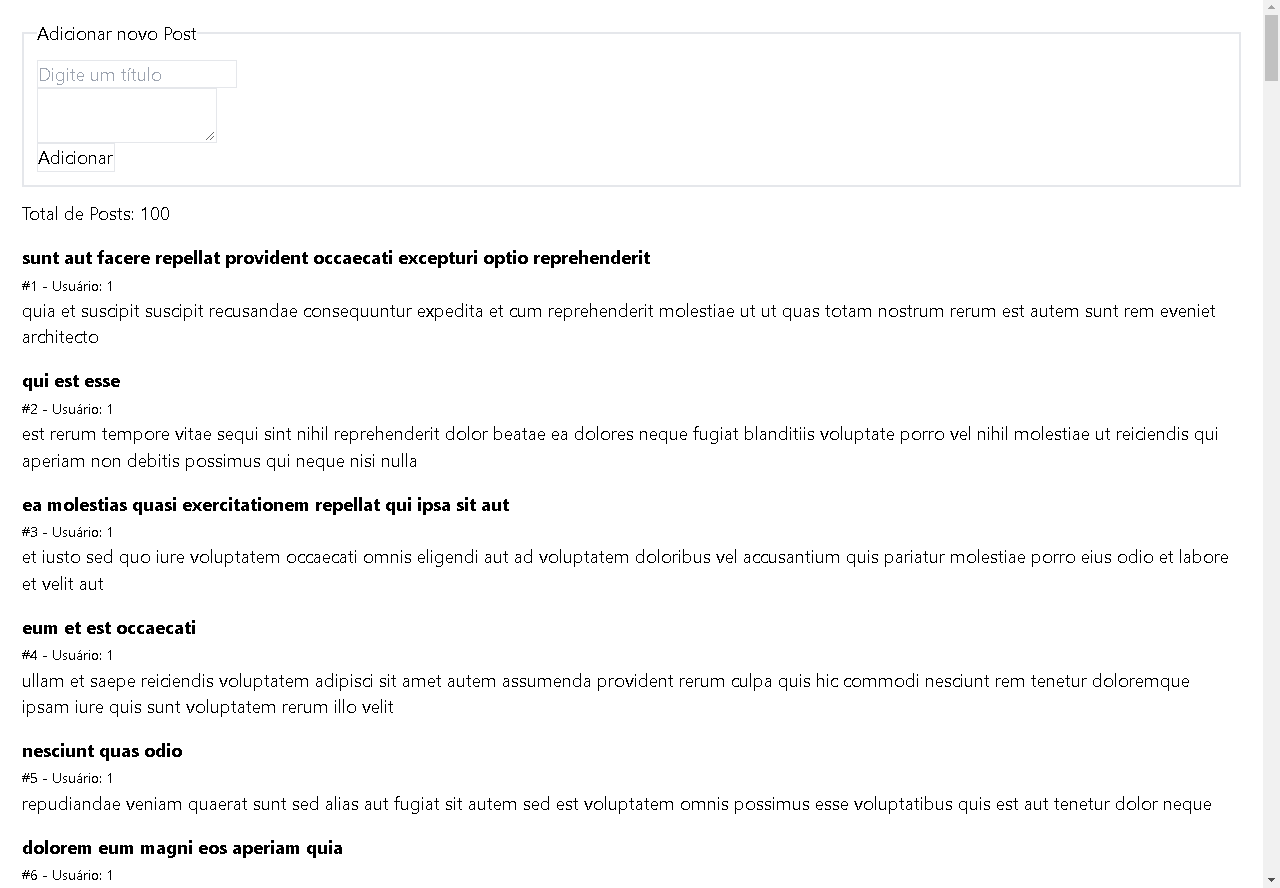 Adicionar novo Post
Digite um título
Adicionar
Total de Posts: 100
sunt aut facere repellat provident occaecati excepturi optio reprehenderit
#1 - Usuário: 1
quia et suscipit suscipit recusandae consequuntur expedita et cum reprehenderit molestiae ut ut quas totam nostrum rerum est autem sunt rem eveniet
architecto
qui est esse
#2 - Usuário: 1
est rerum tempore vitae sequi sint nihil reprehenderit dolor beatae ea dolores neque fugiat blanditiis voluptate porro vel nihil molestiae ut reiciendis qui
aperiam non debitis possimus qui neque nisi nulla
ea molestias quasi exercitationem repellat qui ipsa sit aut
#3 - Usuário: 1
et iusto sed quo iure voluptatem occaecati omnis eligendi aut ad voluptatem doloribus vel accusantium quis pariatur molestiae porro eius odio et labore
et velit aut
eum et est occaecati
#4 - Usuário: 1
ullam et saepe reiciendis voluptatem adipisci sit amet autem assumenda provident rerum culpa quis hic commodi nesciunt rem tenetur doloremque
ipsam iure quis sunt voluptatem rerum illo velit
nesciunt quas odio
#5 - Usuário: 1
repudiandae veniam quaerat sunt sed alias aut fugiat sit autem sed est voluptatem omnis possimus esse voluptatibus quis est aut tenetur dolor neque
dolorem eum magni eos aperiam quia
#6 - Usuário: 1